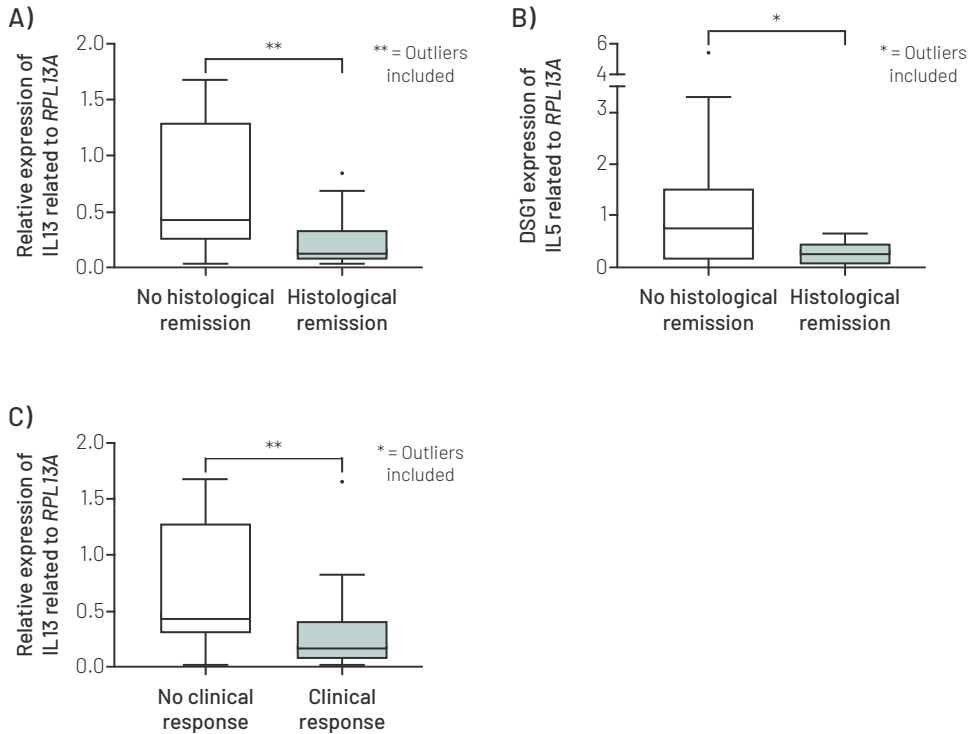 A)
Relative expression of
IL13 related to RPL13A
2.0
1.5
1.0
0.5
0.0
**
** = Outliers
included
No histological
remission
Histological
remission
B)
DSG1 expression of
IL5 related to RPL13A
6
4
3
2
1
0
*
* = Outliers
included
No histological
remission
Histological
remission
C)
Relative expression of
IL13 related to RPL13A
2.0
1.5
1.0
0.5
0.0
**
* = Outliers
included
No clinical
response
Clinical
response